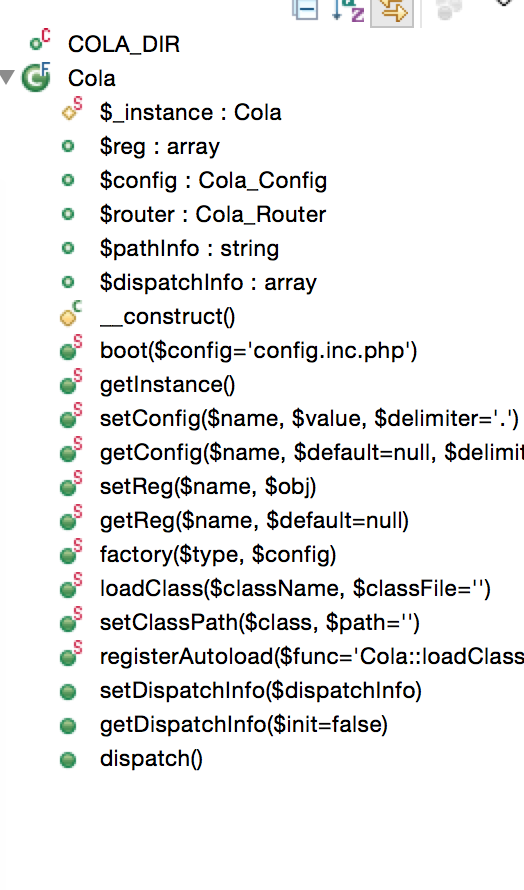 COLA_DIR
Cola
$_instance : Cola
$reg : array
$config : Cola_Config
$router : Cola_Router
$pathInfo : string
$dispatchInfo : array
__construct()
boot($config='config.inc.php')
getInstance()
setConfig($name, $value, $delimiter='.')
getConfig($name, $default=null, $delimit
setReg($name, $obj)
getReg($name, $default=null)
factory($type, $config)
loadClass($className, $classFile='')
setClassPath($class, $path='')
registerAutoload($func='Cola::loadClass
setDispatchInfo($dispatchInfo)
getDispatchInfo($init=false)
dispatch()